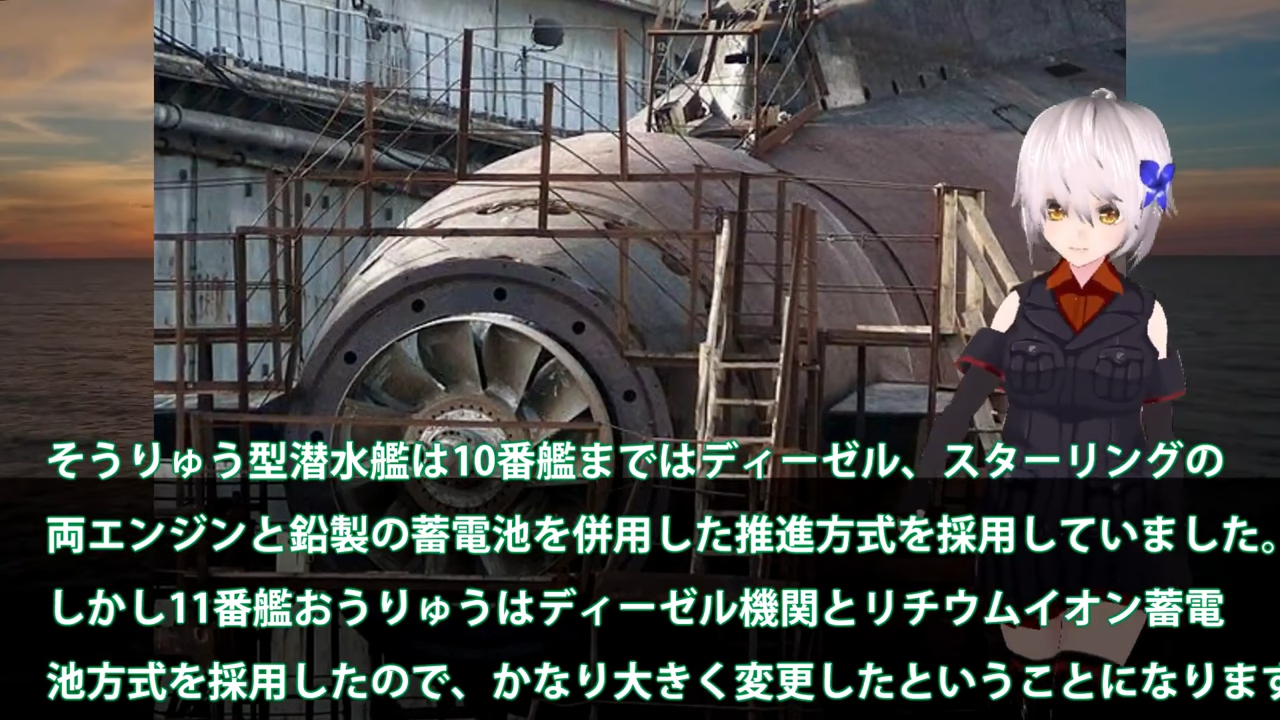 そうりゅう型潜水艦は10番艦まではディーゼル、スターリングの
両エンジンと鉛製の蓄電池を併用した推進方式を採用していました。
しかし11番艦おうりゅうはディーゼル機関とリチウムイオン蓄電
池方式を採用したので、かなり大きく変更したということになります